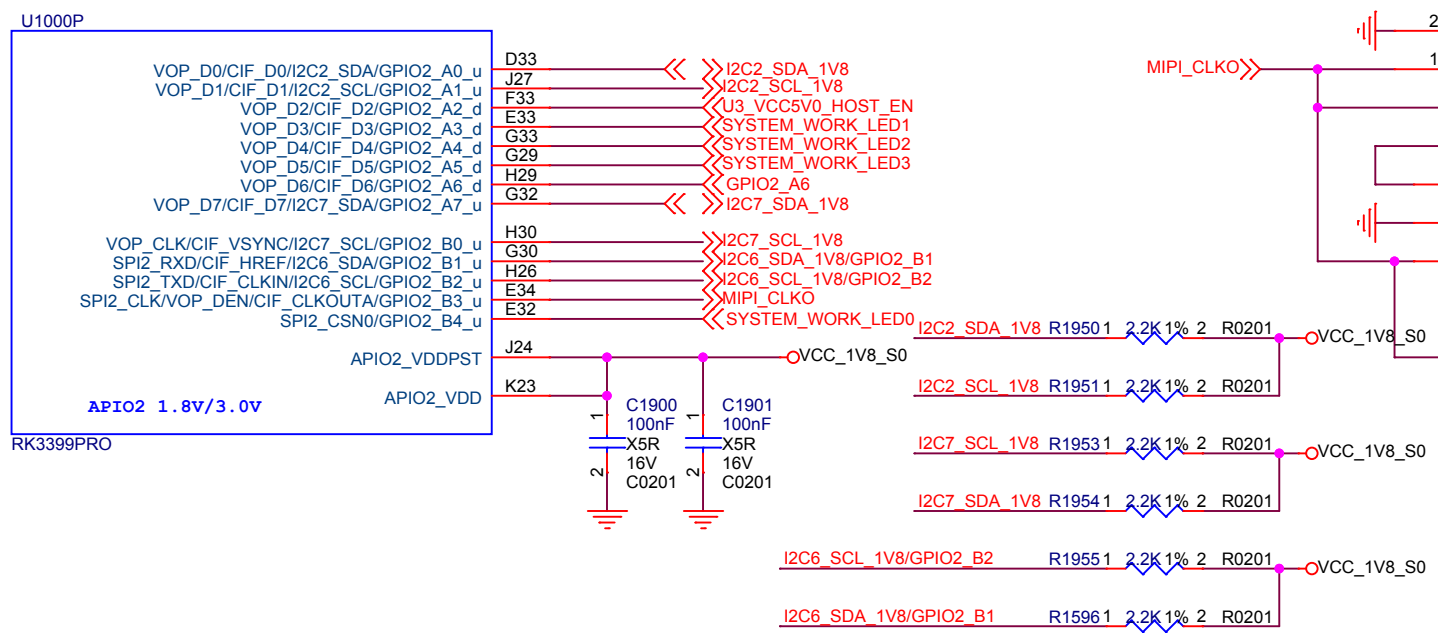 U1000P
VOP_D0/CIF_D0/I2C2_SDA/GPIO2_A0_u D33 I2C2_SDA_1V8
VOP_D1/CIF_D1/I2C2_SCL/GPIO2_A1_u J27 I2C2_SCL_1V8
VOP_D2/CIF_D2/GPIO2_A2_d F33 U3_VCC5V0_HOST_EN
VOP_D3/CIF_D3/GPIO2_A3_d E33 SYSTEM_WORK_LED1
VOP_D4/CIF_D4/GPIO2_A4_d G33 SYSTEM_WORK_LED2
VOP_D5/CIF_D5/GPIO2_A5_d G29 SYSTEM_WORK_LED3
VOP_D6/CIF_D6/GPIO2_A6_d H29 GPIO2_A6
VOP_D7/CIF_D7/I2C7_SDA/GPIO2_A7_u G32 I2C7_SDA_1V8
VOP_CLK/CIF_VSYNC/I2C7_SCL/GPIO2_B0_u H30 I2C7_SCL_1V8
SPI2_RXD/CIF_HREF/I2C6_SDA/GPIO2_B1_u G30 I2C6_SDA_1V8/GPIO2_B1
SPI2_TXD/CIF_CLKIN/I2C6_SCL/GPIO2_B2_u H26 I2C6_SCL_1V8/GPIO2_B2
SPI2_CLK/VOP_DEN/CIF_CLKOUTA/GPIO2_B3_u E34 MIPI_CLKO
SPI2_CSN0/GPIO2_B4_u E32 SYSTEM_WORK_LED0
APIO2_VDDPST J24 VCC_1V8_S0
APIO2_VDD K23
APIO2 1.8V/3.0V
RK3399PRO
1 C1900
100nF
X5R
16V
2 C0201
1 C1901
100nF
X5R
16V
2 C0201
MIPI_CLKO
2
1
I2C2_SDA_1V8 R1950 1 2.2K 1% 2 R0201 VCC_1V8_S0
I2C2_SCL_1V8 R1951 1 2.2K 1% 2 R0201
I2C7_SCL_1V8 R1953 1 2.2K 1% 2 R0201 VCC_1V8_S0
I2C7_SDA_1V8 R1954 1 2.2K 1% 2 R0201
I2C6_SCL_1V8/GPIO2_B2 R1955 1 2.2K 1% 2 R0201 VCC_1V8_S0
I2C6_SDA_1V8/GPIO2_B1 R1596 1 2.2K 1% 2 R0201